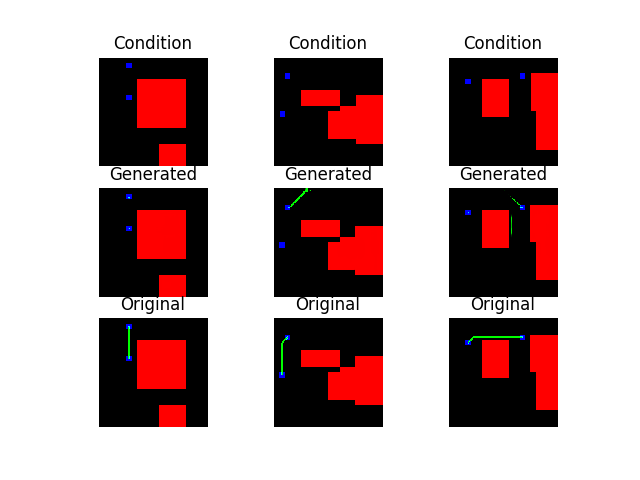 Condition Condition Condition
Generated Generated Generated
Original Original Original